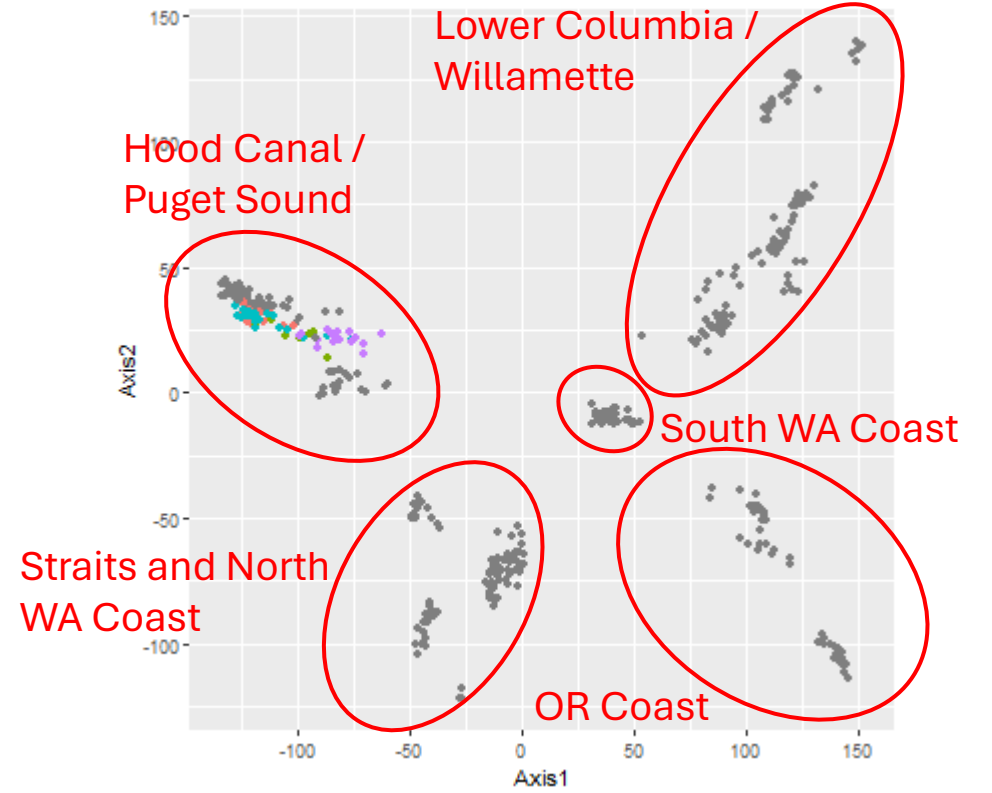 150
Lower Columbia /
Willamette
Hood Canal /
Puget Sound
100
50
Axis2
0
South WA Coast
-50
Straits and North
WA Coast
-100
OR Coast
-100 -50 0 50 100 150
Axis1